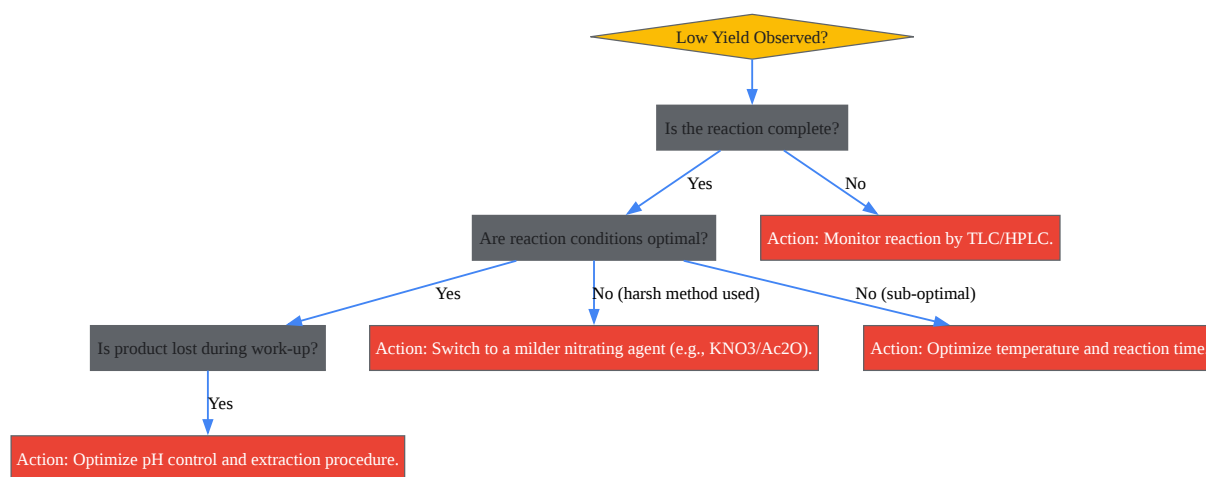 Low Yield Observed?
Is the reaction complete?
Yes
No
Are reaction conditions optimal?
Action: Monitor reaction by TLC/HPLC.
Yes
No (harsh method used)
No (sub-optimal)
Is product lost during work-up?
Action: Switch to a milder nitrating agent (e.g., KNO3/Ac2O).
Action: Optimize temperature and reaction time
Yes
Action: Optimize pH control and extraction procedure.